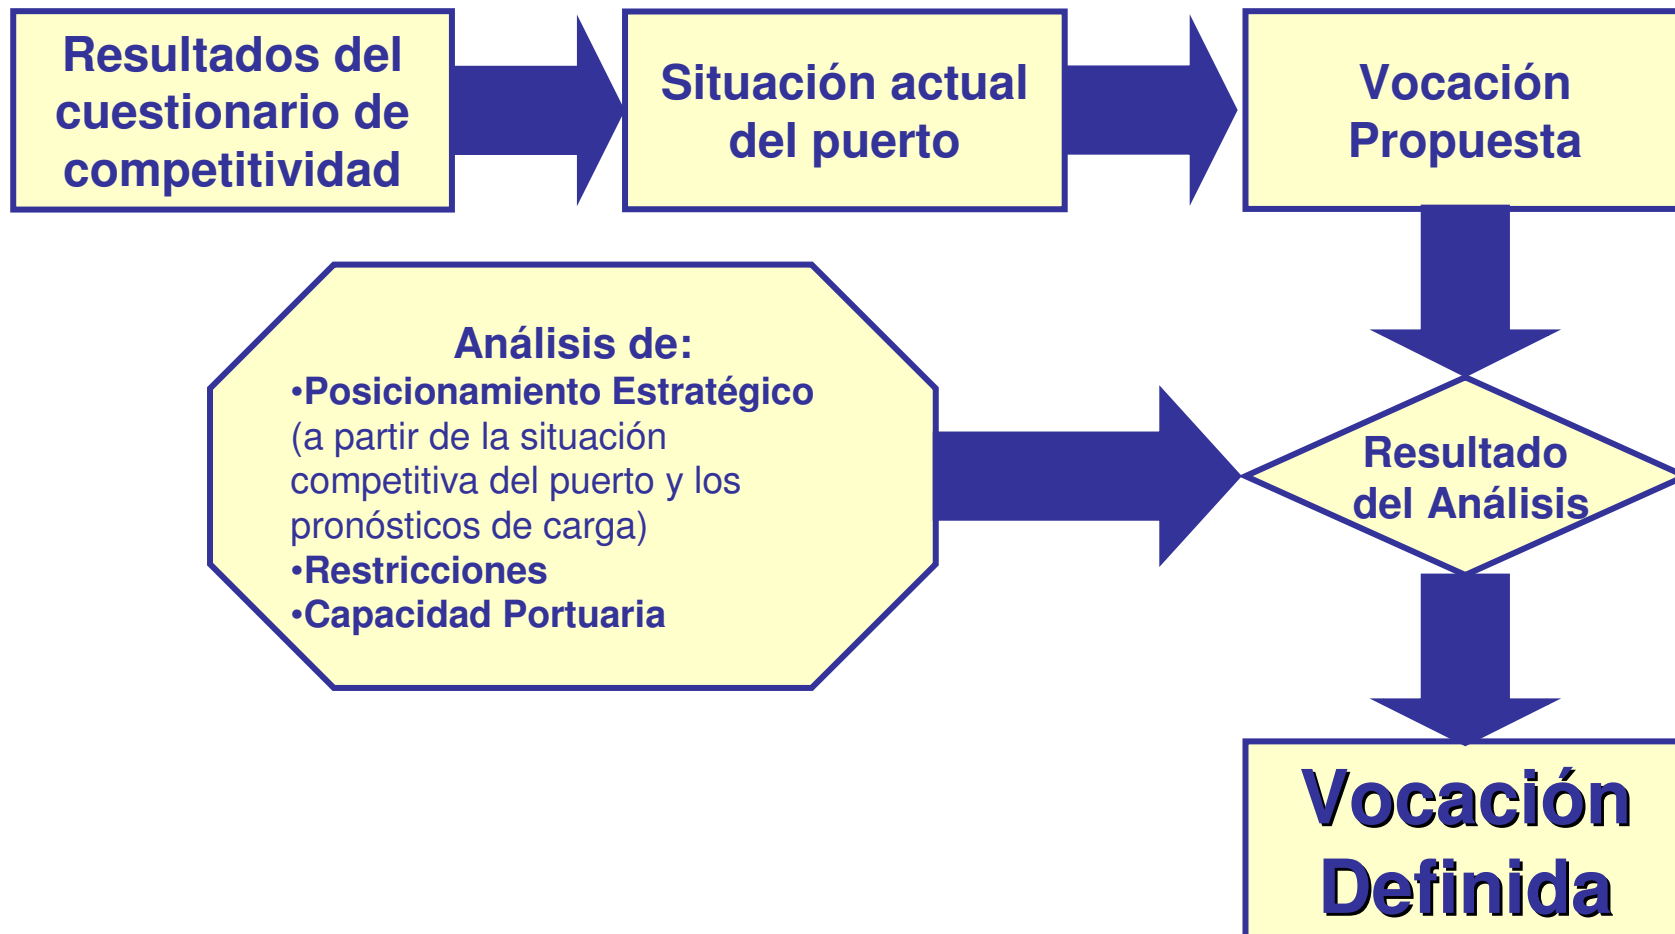 Resultados del
cuestionario de
competitividad
Situación actual
del puerto
Vocación
Propuesta
Análisis de:
•Posicionamiento Estratégico
(a partir de la situación
competitiva del puerto y los
pronósticos de carga)
•Restricciones
•Capacidad Portuaria
Resultado
del Análisis
Vocación
Definida